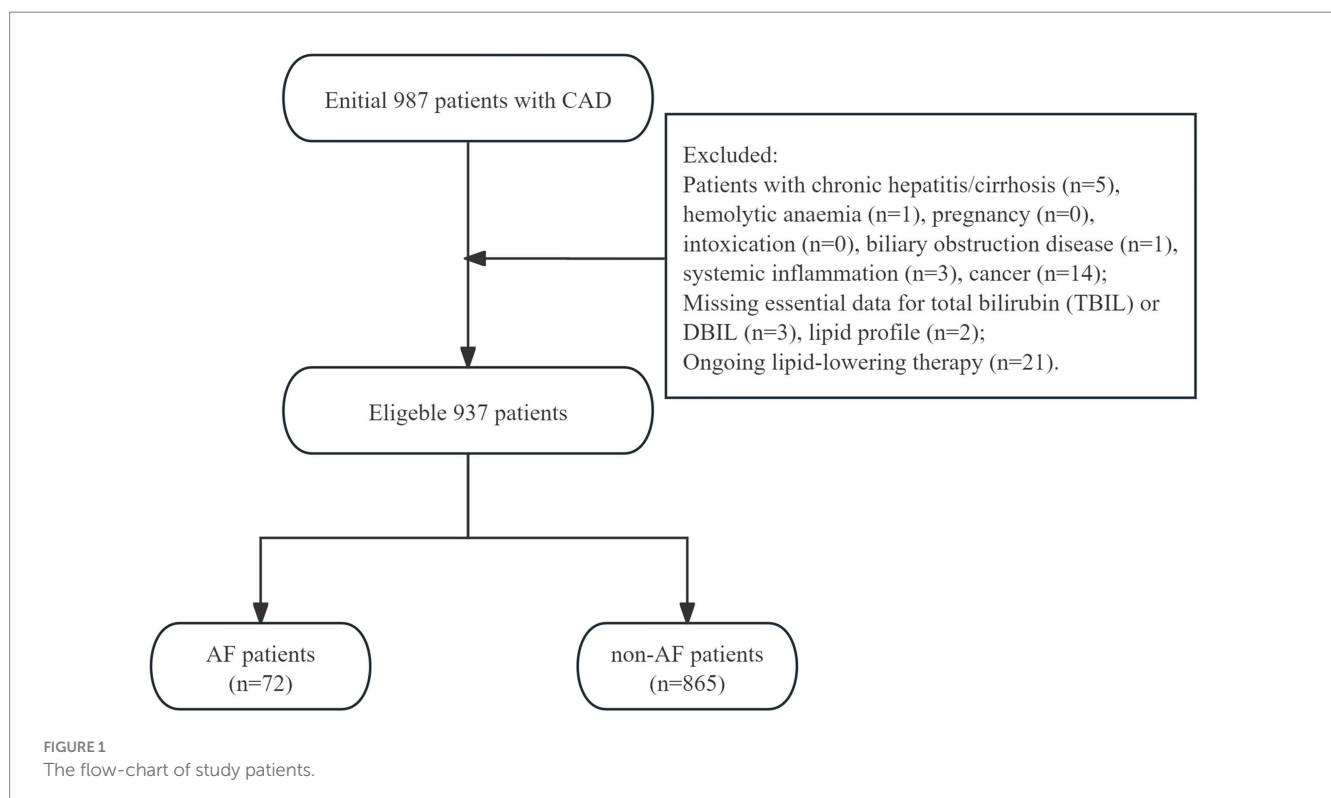 Enitial 987 patients with CAD
Excluded:
Patients with chronic hepatitis/cirrhosis (n=5),
hemolytic anaemia (n=1), pregnancy (n=0),
intoxication (n=0), biliary obstruction disease (n=1),
systemic inflammation (n=3), cancer (n=14);
Missing essential data for total bilirubin (TBIL) or
DBIL (n=3), lipid profile (n=2);
Ongoing lipid-lowering therapy (n=21).
Eligeble 937 patients
AF patients
(n=72)
non-AF patients
(n=865)
FIGURE 1
The flow-chart of study patients.